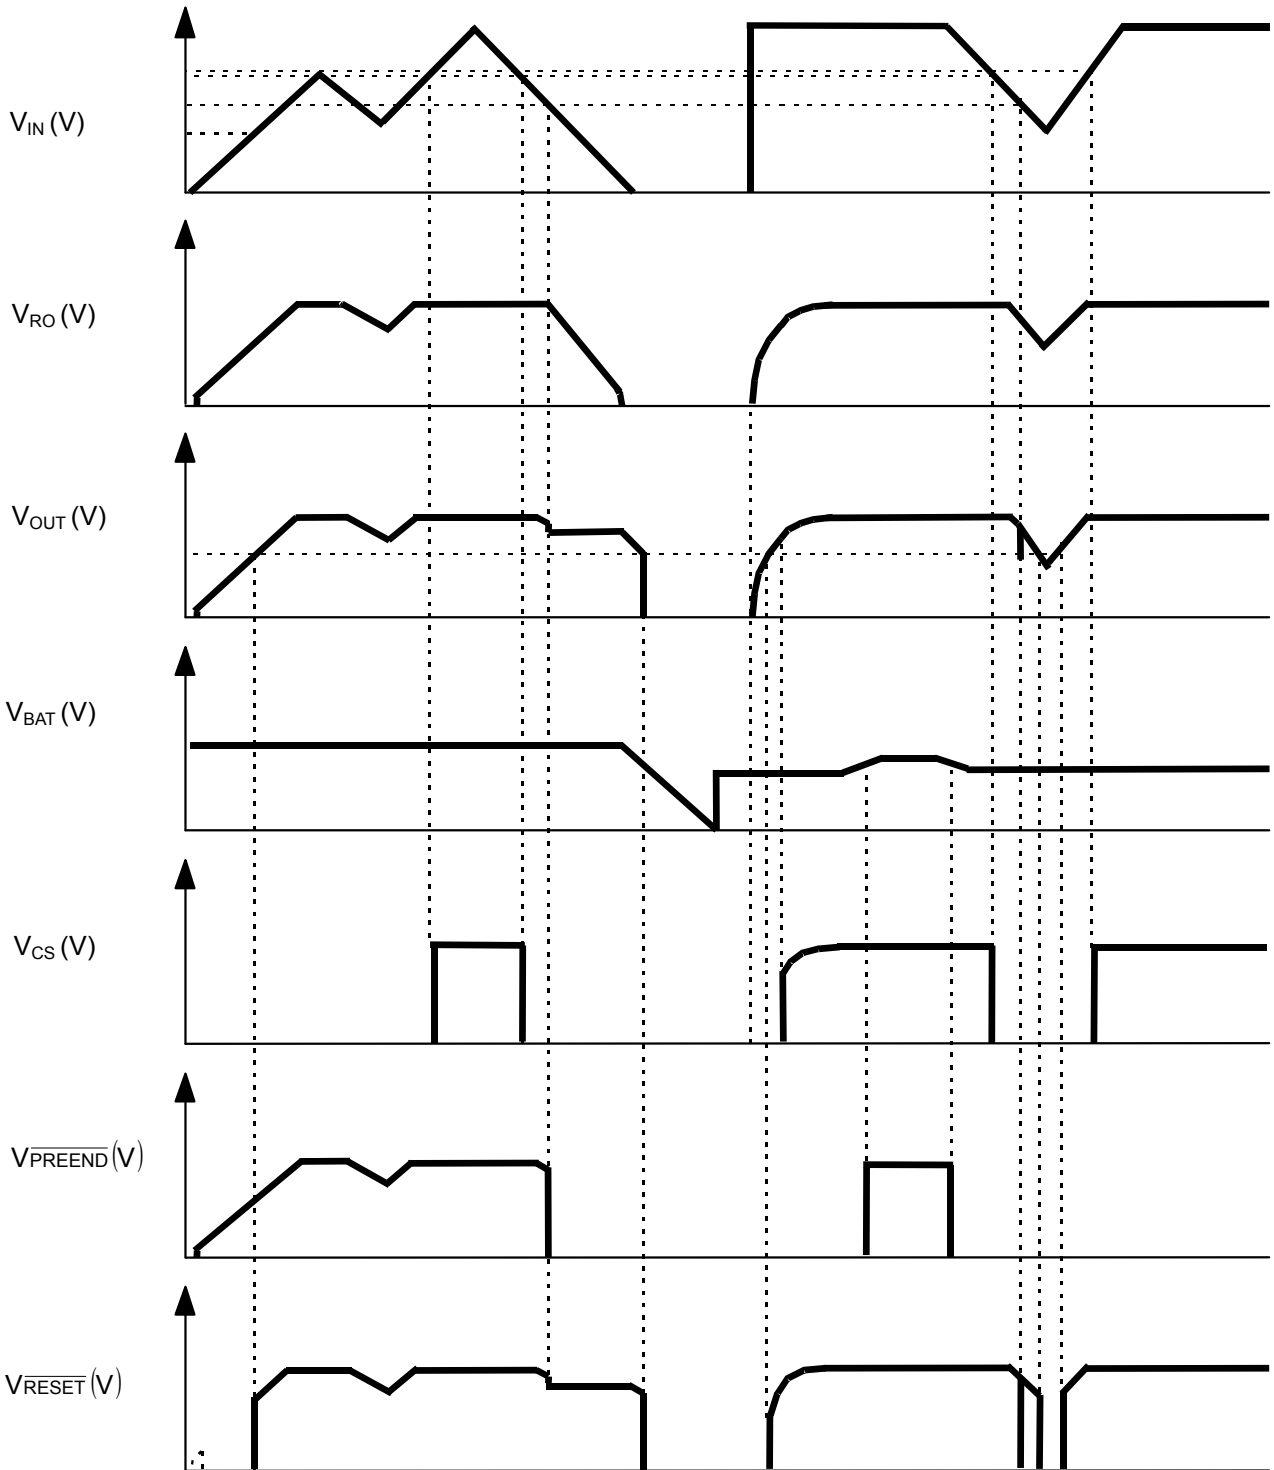 VIN (V)
VRO (V)
VOUT (V)
VBAT (V)
VCS (V)
VPREEND (V)
VRESET (V)